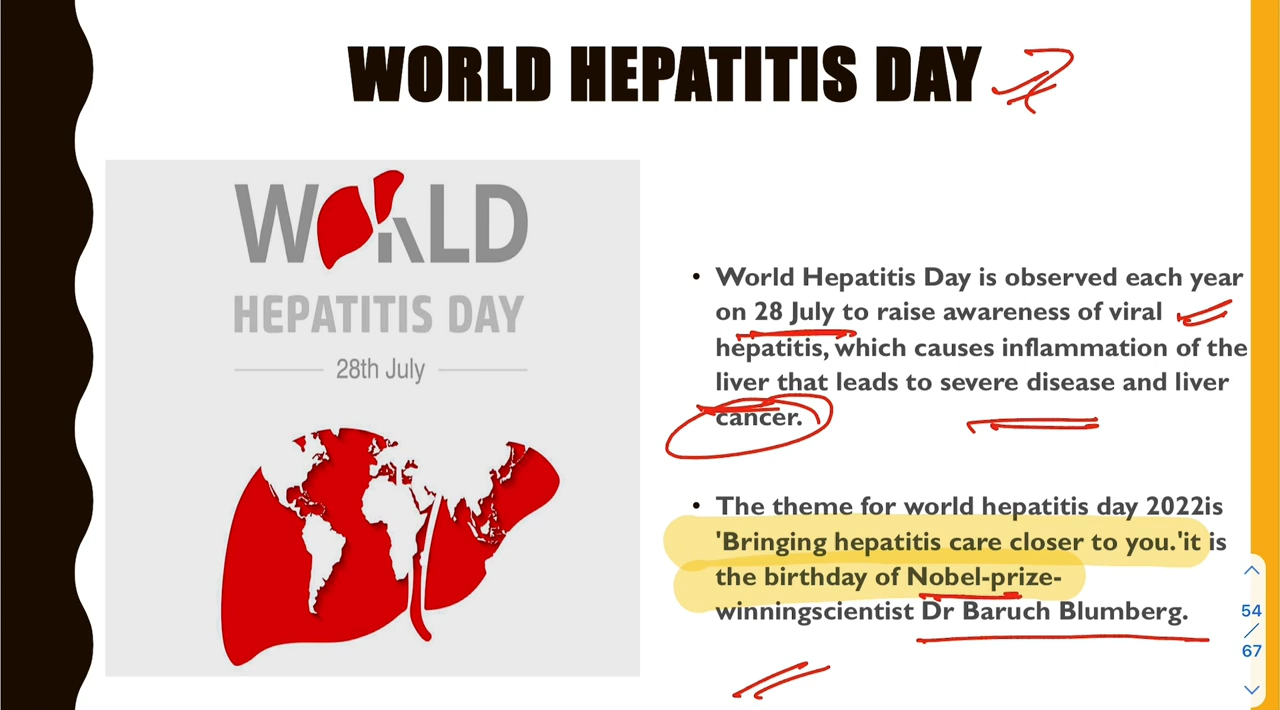 WORLD HEPATITIS DAY
WORLD
HEPATITIS DAY
28th July
• World Hepatitis Day is observed each year
on 28 July to raise awareness of viral
hepatitis, which causes inflammation of the
liver that leads to severe disease and liver
cancer.
• The theme for world hepatitis day 2022is
'Bringing hepatitis care closer to you.'it is
the birthday of Nobel-prize-
winningscientist Dr Baruch Blumberg.
54
/
67